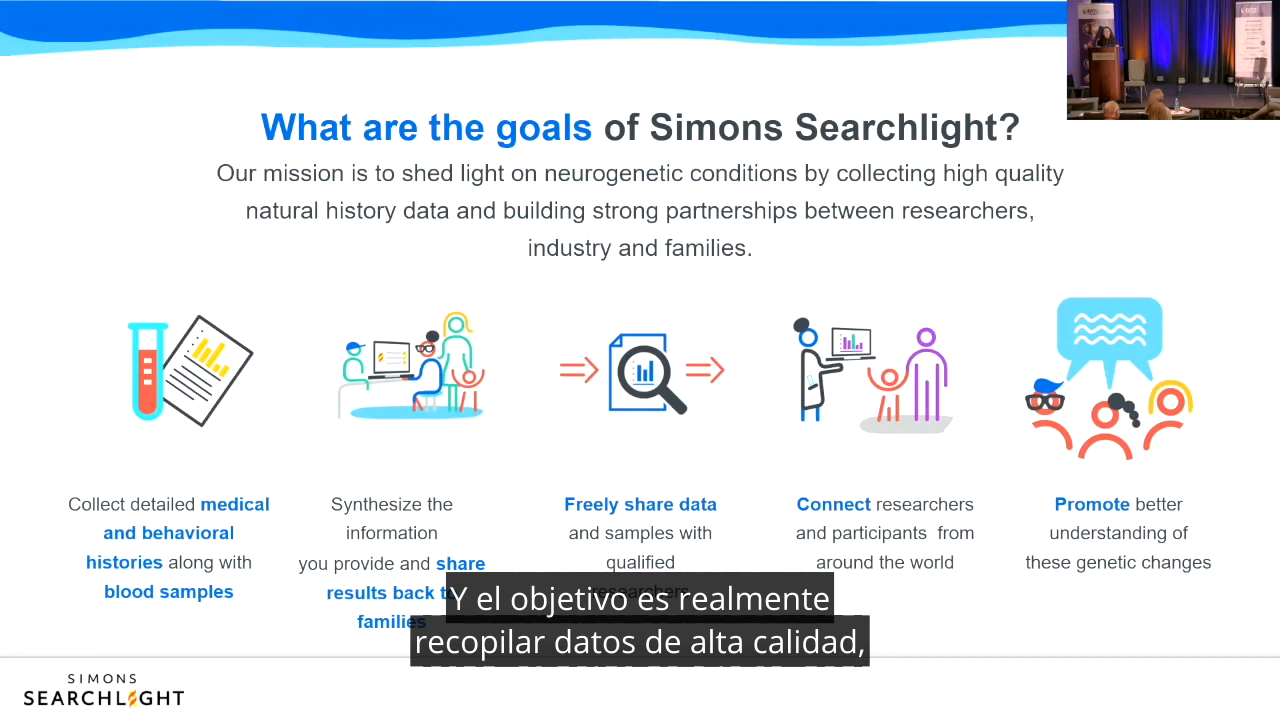 What are the goals of Simons Searchlight?
Our mission is to shed light on neurogenetic conditions by collecting high quality
natural history data and building strong partnerships between researchers,
industry and families.
Collect detailed medical
and behavioral
histories along with
blood samples
Synthesize the
information
you provide and share
results back to
families
Freely share data
and samples with
qualified
researchers
Connect researchers
and participants from
around the world
Promote better
understanding of
these genetic changes
Y el objetivo es realmente
recopilar datos de alta calidad,
SIMONS
SEARCHLIGHT